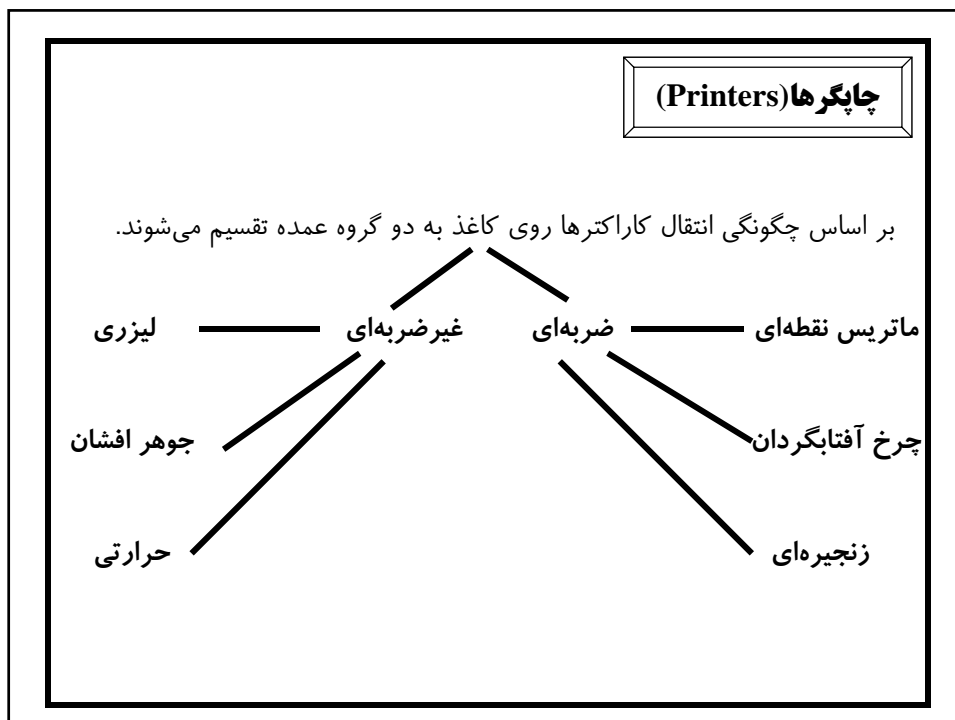 چاپگرها(Printers)
بر اساس چگونگی انتقال کاراکترها روی کاغذ به دو گروه عمده تقسیم می‌شوند.
ماتریس نقطه‌ای ضربه‌ای غیرضربه‌ای لیزری
چرخ آفتابگردان جوهر افشان
زنجیره‌ای حرارتی